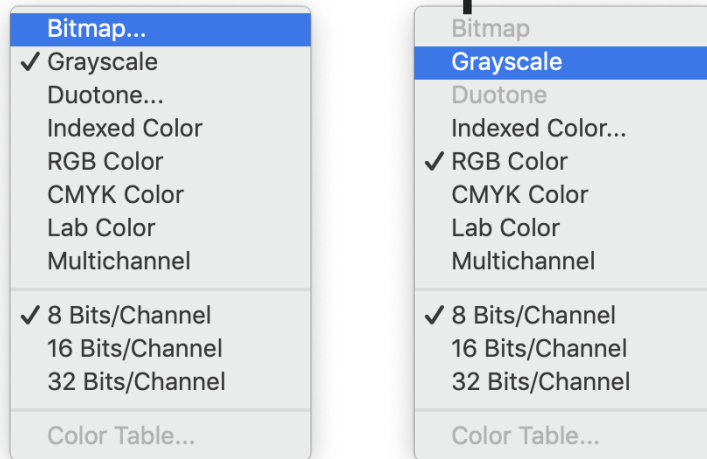 Bitmap...
✓ Grayscale
Duotone...
Indexed Color
RGB Color
CMYK Color
Lab Color
Multichannel
✓ 8 Bits/Channel
16 Bits/Channel
32 Bits/Channel
Color Table...
Bitmap
Grayscale
Duotone
Indexed Color...
✓ RGB Color
CMYK Color
Lab Color
Multichannel
✓ 8 Bits/Channel
16 Bits/Channel
32 Bits/Channel
Color Table...